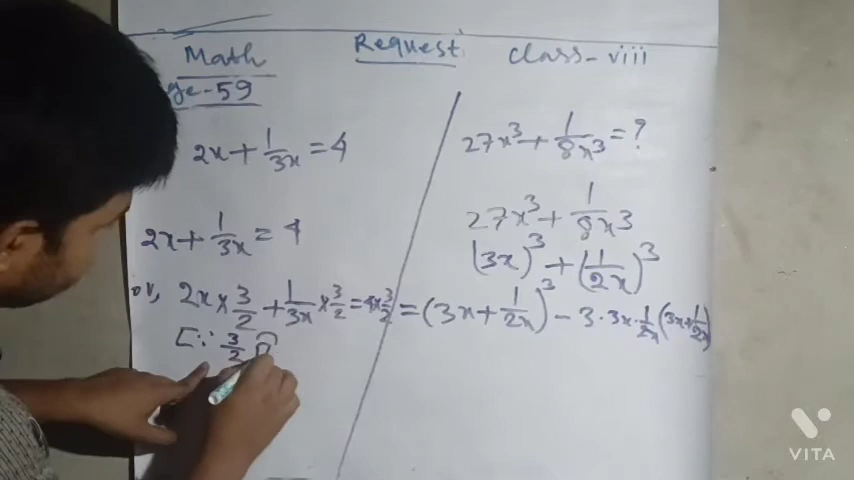 Math Request Class-viii
ge-59
2x + 1/3x = 4
2x + 1/3x = 4
or, 2x × 3/2 + 1/3x × 3/2 = 4 × 3/2
[∵ 3/2
27x³ + 1/8x³ = ?
27x³ + 1/8x³
(3x)³ + (1/2x)³
= (3x + 1/2x)³ - 3·3x·1/2x (3x + 1/2x)
VITA